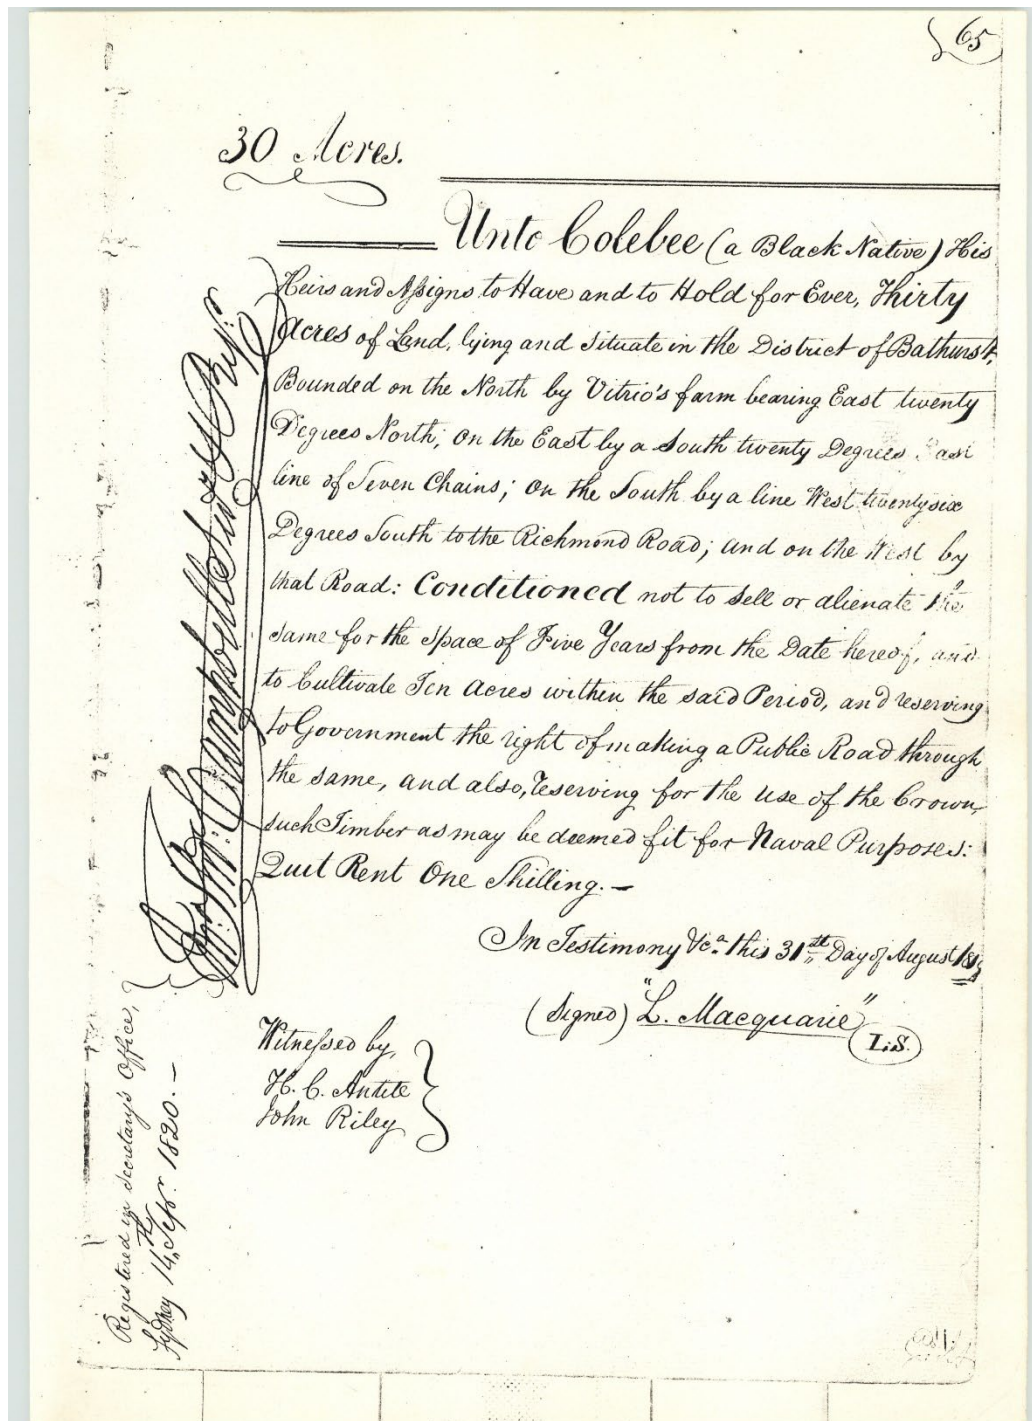 65
30 Acres.
Unto Colebee (a Black Native) His
Heirs and Assigns to Have and to Hold for Ever, Thirty
Acres of Land, lying and Situate in the District of Bathurst,
Bounded on the North by Vitrio's farm bearing East twenty
Degrees North; On the East by a South twenty Degrees East
line of Seven Chains; On the South by a line West twenty six
Degrees South to the Richmond Road; and on the West by
that Road: Conditioned not to Sell or alienate the
same for the Space of Five Years from the Date hereof, and
to Cultivate Ten Acres within the said Period, and reserving
to Government the right of making a Public Road through
the same, and also, reserving for the Use of the Crown,
such Timber as may be deemed fit for Naval Purposes:
Quit Rent One Shilling. —
In Testimony &ca. this 31st Day of August
(Signed) "L. Macquarie"
L.S.
Witnessed by,
H. C. Antill
John Riley
Registered in Secretary's Office,
Sydney 14th Septr. 1820. —
Campbell Secy